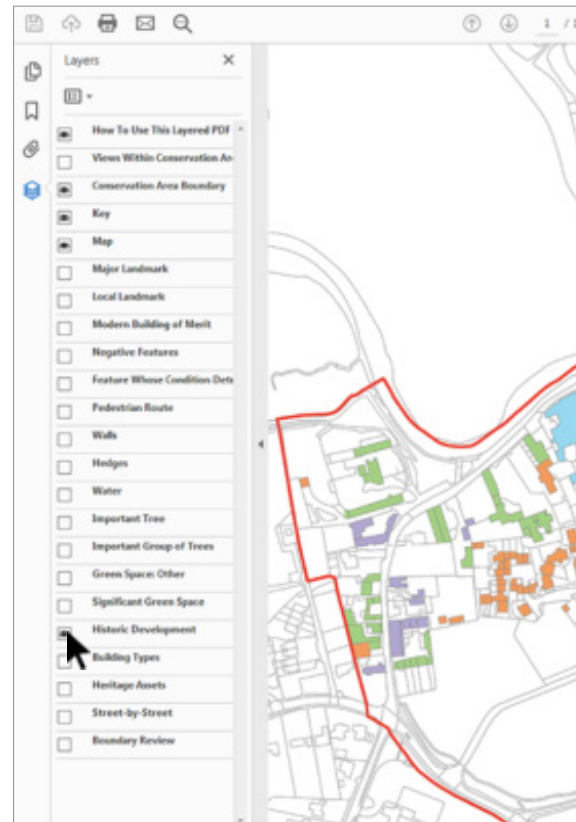 1 /
Layers
How To Use This Layered PDF
Views Within Conservation Are
Conservation Area Boundary
Key
Map
Major Landmark
Local Landmark
Modern Building of Merit
Negative Features
Feature Whose Condition Detr
Pedestrian Route
Walls
Hedges
Water
Important Tree
Important Group of Trees
Green Space: Other
Significant Green Space
Historic Development
Building Types
Heritage Assets
Street-by-Street
Boundary Review